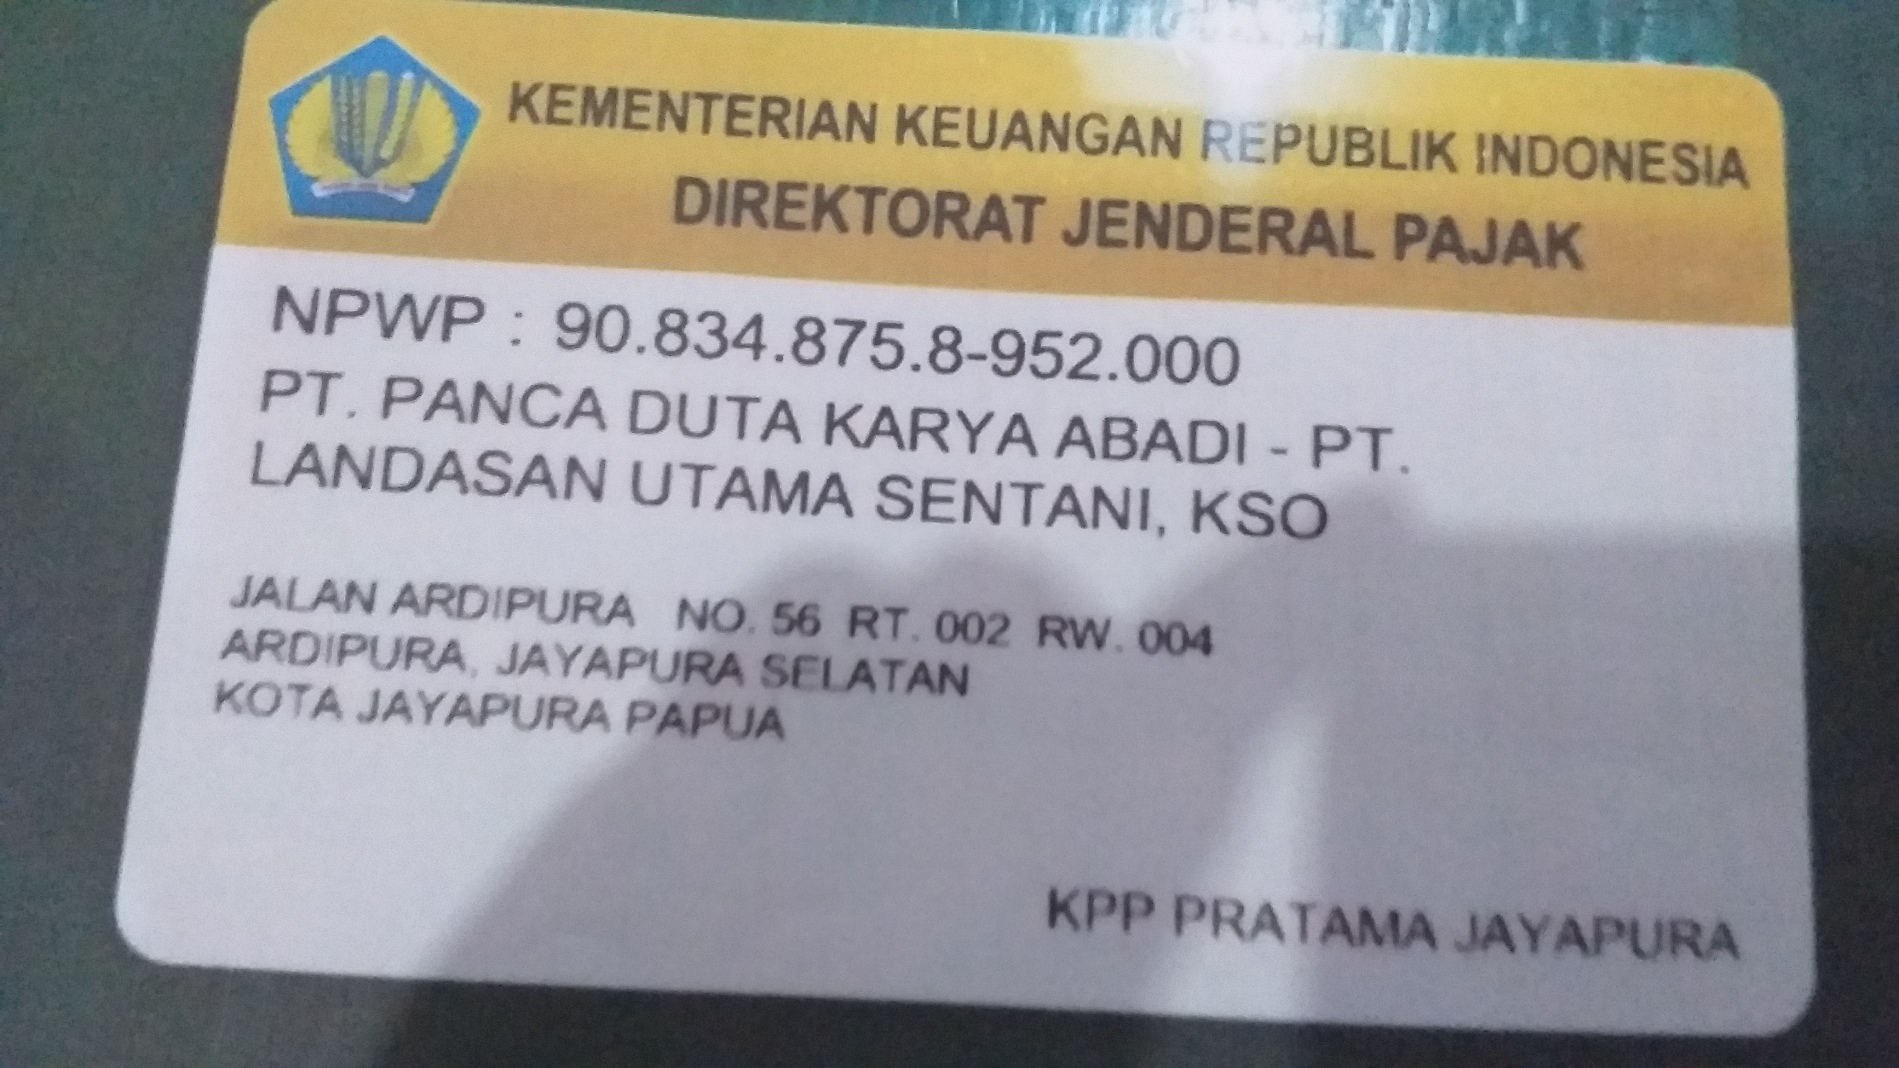 KEMENTERIAN KEUANGAN REPUBLIK INDONESIA
DIREKTORAT JENDERAL PAJAK
NPWP : 90.834.875.8-952.000
PT. PANCA DUTA KARYA ABADI - PT.
LANDASAN UTAMA SENTANI, KSO
JALAN ARDIPURA NO. 56 RT. 002 RW. 004
ARDIPURA, JAYAPURA SELATAN
KOTA JAYAPURA PAPUA
KPP PRATAMA JAYAPURA